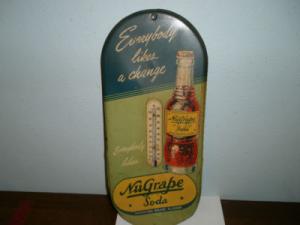 Everybody
likes
a change
NuGrape
Soda
Everybody
likes
NuGrape
Soda